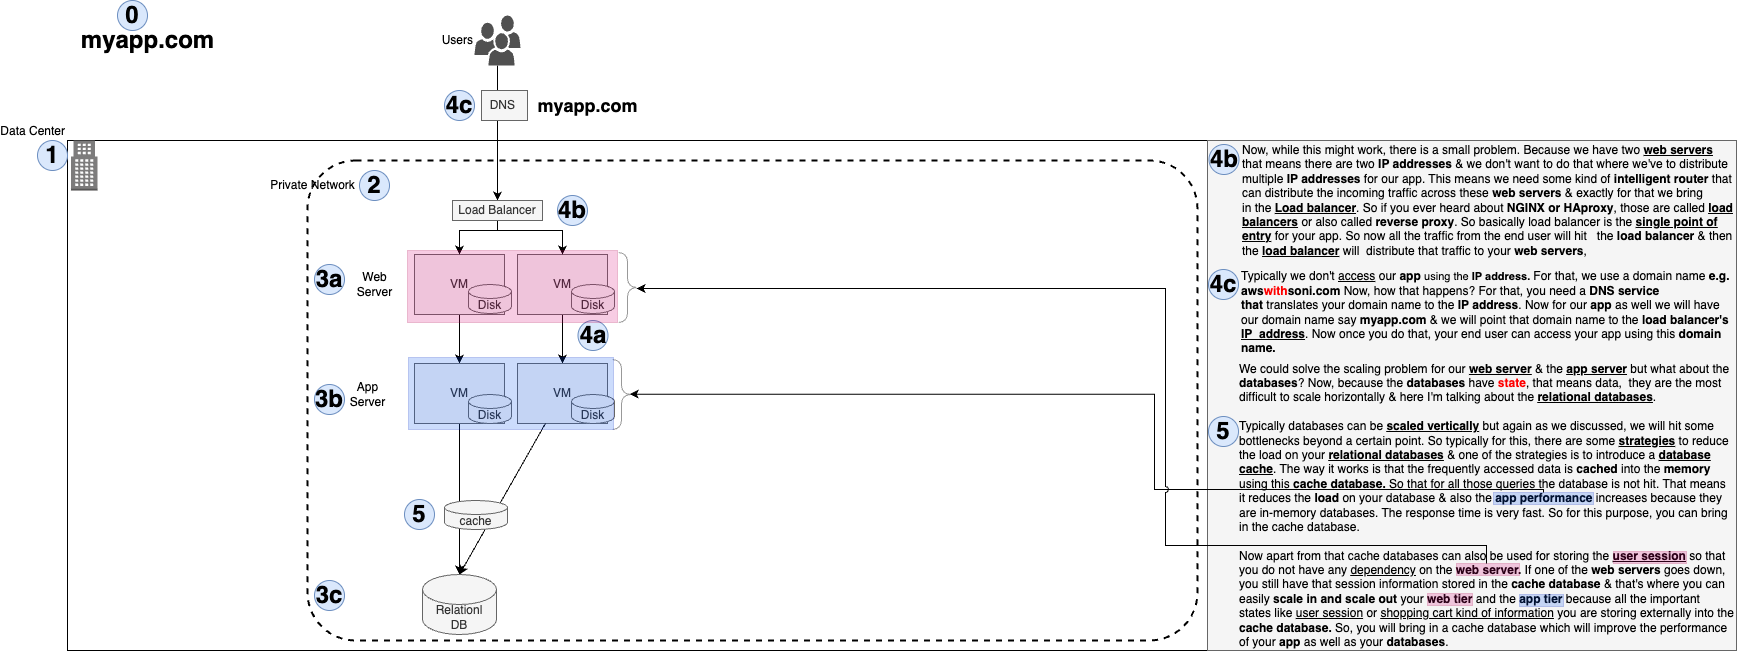 0
myapp.com
Users
4c
DNS
myapp.com
Data Center
1
Private Network
2
Load Balancer
4b
3a
Web
Server
VM
Disk
VM
Disk
4a
3b
App
Server
VM
Disk
VM
Disk
5
cache
3c
Relationl
DB
4b
Now, while this might work, there is a small problem. Because we have two web servers
that means there are two IP addresses & we don't want to do that where we've to distribute
multiple IP addresses for our app. This means we need some kind of intelligent router that
can distribute the incoming traffic across these web servers & exactly for that we bring
in the Load balancer. So if you ever heard about NGINX or HAproxy, those are called load
balancers or also called reverse proxy. So basically load balancer is the single point of
entry for your app. So now all the traffic from the end user will hit the load balancer & then
the load balancer will distribute that traffic to your web servers,
4c
Typically we don't access our app using the IP address. For that, we use a domain name e.g.
awswithsoni.com Now, how that happens? For that, you need a DNS service
that translates your domain name to the IP address. Now for our app as well we will have
our domain name say myapp.com & we will point that domain name to the load balancer's
IP address. Now once you do that, your end user can access your app using this domain
name.
We could solve the scaling problem for our web server & the app server but what about the
databases? Now, because the databases have state, that means data, they are the most
difficult to scale horizontally & here I'm talking about the relational databases.
5
Typically databases can be scaled vertically but again as we discussed, we will hit some
bottlenecks beyond a certain point. So typically for this, there are some strategies to reduce
the load on your relational databases & one of the strategies is to introduce a database
cache. The way it works is that the frequently accessed data is cached into the memory
using this cache database. So that for all those queries the database is not hit. That means
it reduces the load on your database & also the app performance increases because they
are in-memory databases. The response time is very fast. So for this purpose, you can bring
in the cache database.
Now apart from that cache databases can also be used for storing the user session so that
you do not have any dependency on the web server. If one of the web servers goes down,
you still have that session information stored in the cache database & that's where you can
easily scale in and scale out your web tier and the app tier because all the important
states like user session or shopping cart kind of information you are storing externally into the
cache database. So, you will bring in a cache database which will improve the performance
of your app as well as your databases.